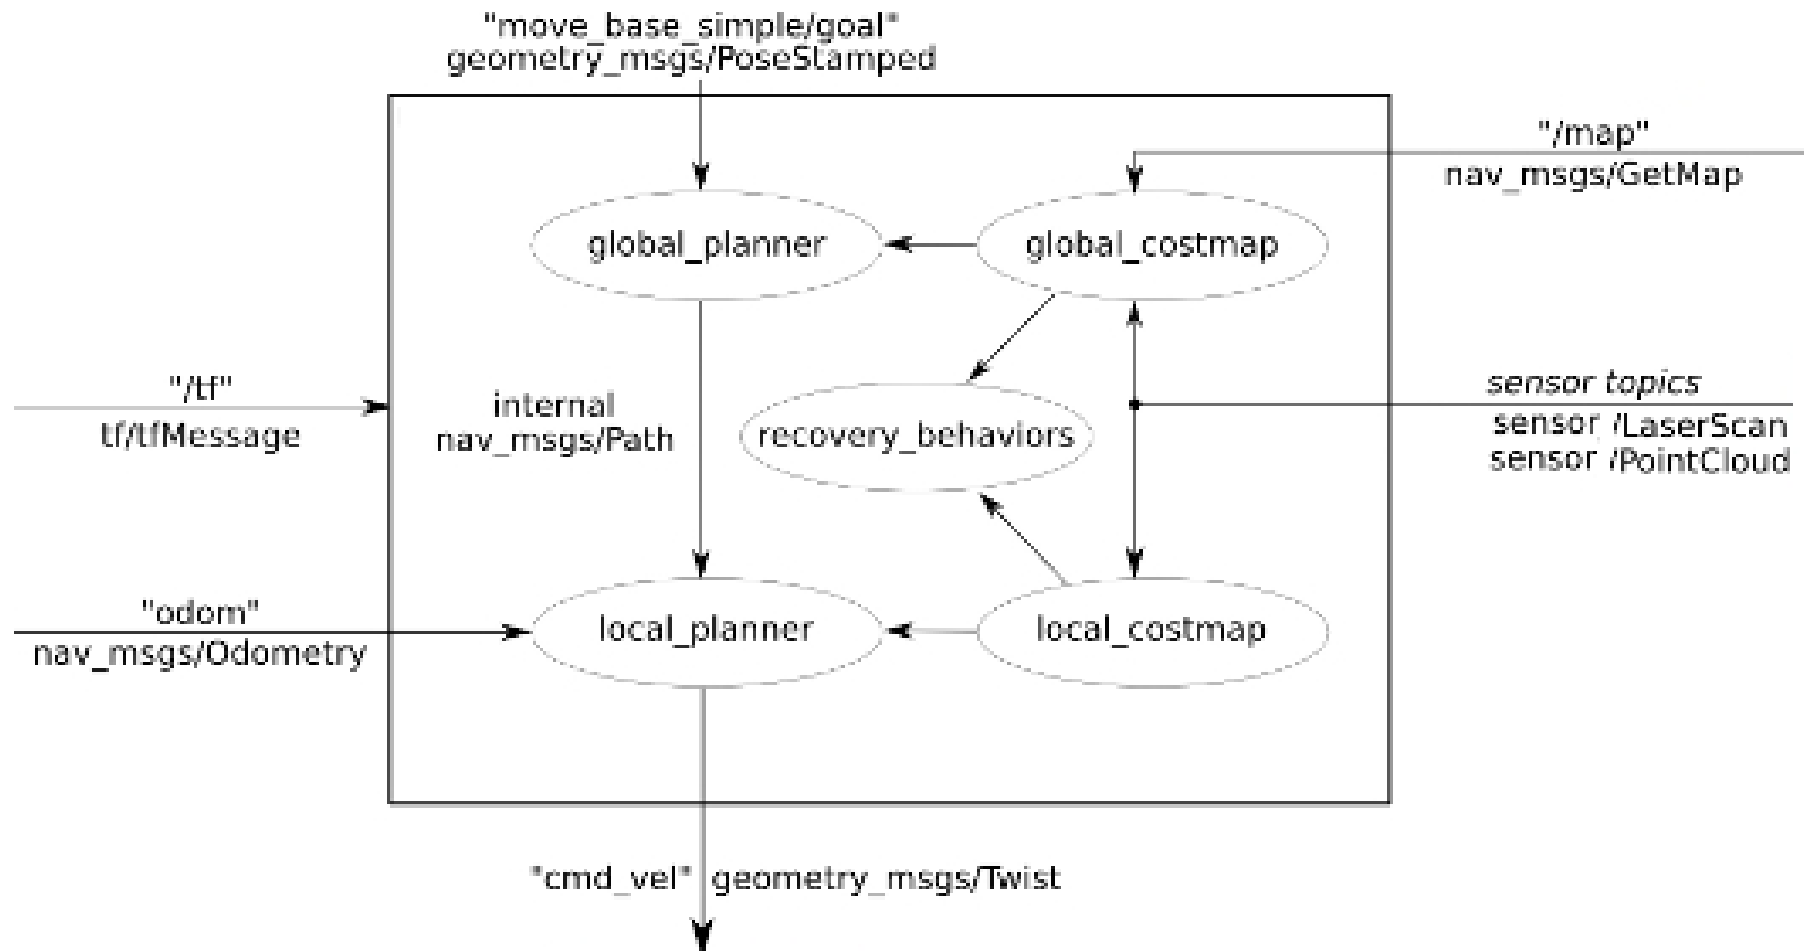 "move_base_simple/goal"
geometry_msgs/PoseStamped
"/map"
nav_msgs/GetMap
global_planner
global_costmap
"/tf"
tf/tfMessage
internal
nav_msgs/Path
recovery_behaviors
sensor topics
sensor /LaserScan
sensor /PointCloud
"odom"
nav_msgs/Odometry
local_planner
local_costmap
"cmd_vel" geometry_msgs/Twist